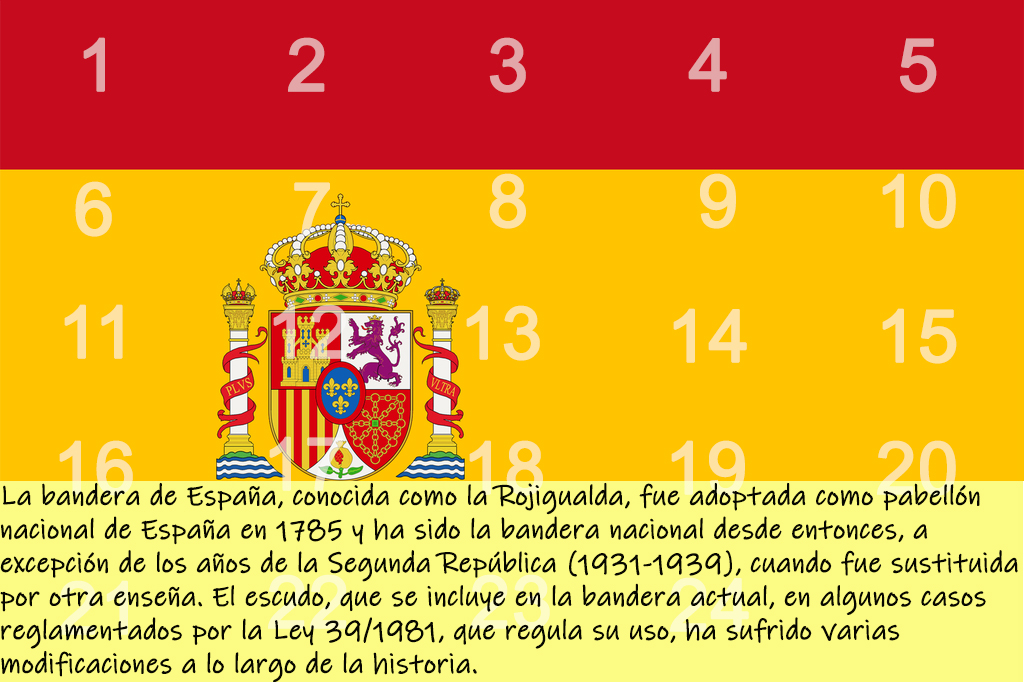 1 2 3 4 5
6 7 8 9 10
11 12 13 14 15
PLVS VLTRA
16 17 18 19 20
La bandera de España, conocida como la Rojigualda, fue adoptada como pabellón
nacional de España en 1785 y ha sido la bandera nacional desde entonces, a
excepción de los años de la Segunda República (1931-1939), cuando fue sustituida
por otra enseña. El escudo, que se incluye en la bandera actual, en algunos casos
21 22 23 24
reglamentados por la Ley 39/1981, que regula su uso, ha sufrido varias
modificaciones a lo largo de la historia.